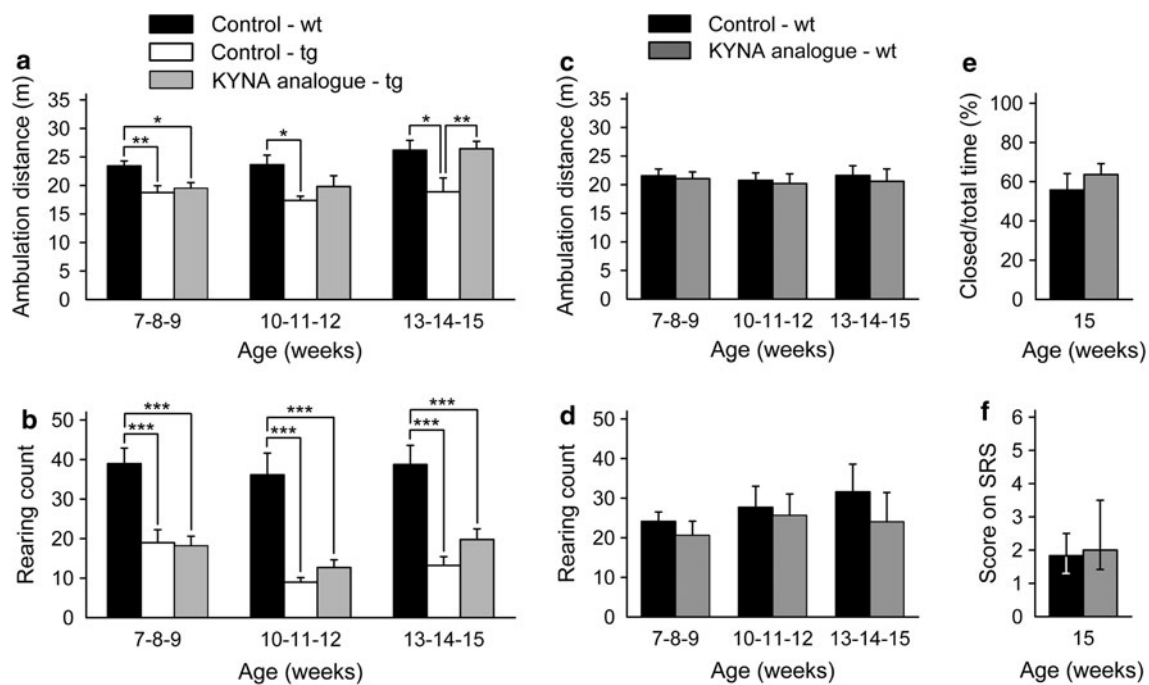 Control - wt
Control - tg
KYNA analogue - tg
a
Ambulation distance (m)
35
30
25
20
15
10
5
0
*
**
*
*
**
7-8-9
10-11-12
13-14-15
Age (weeks)
Control - wt
KYNA analogue - wt
c
Ambulation distance (m)
35
30
25
20
15
10
5
0
7-8-9
10-11-12
13-14-15
Age (weeks)
e
Closed/total time (%)
100
80
60
40
20
0
15
Age (weeks)
b
Rearing count
50
40
30
20
10
0
***
***
***
***
***
***
7-8-9
10-11-12
13-14-15
Age (weeks)
d
Rearing count
50
40
30
20
10
0
7-8-9
10-11-12
13-14-15
Age (weeks)
f
Score on SRS
6
5
4
3
2
1
0
15
Age (weeks)